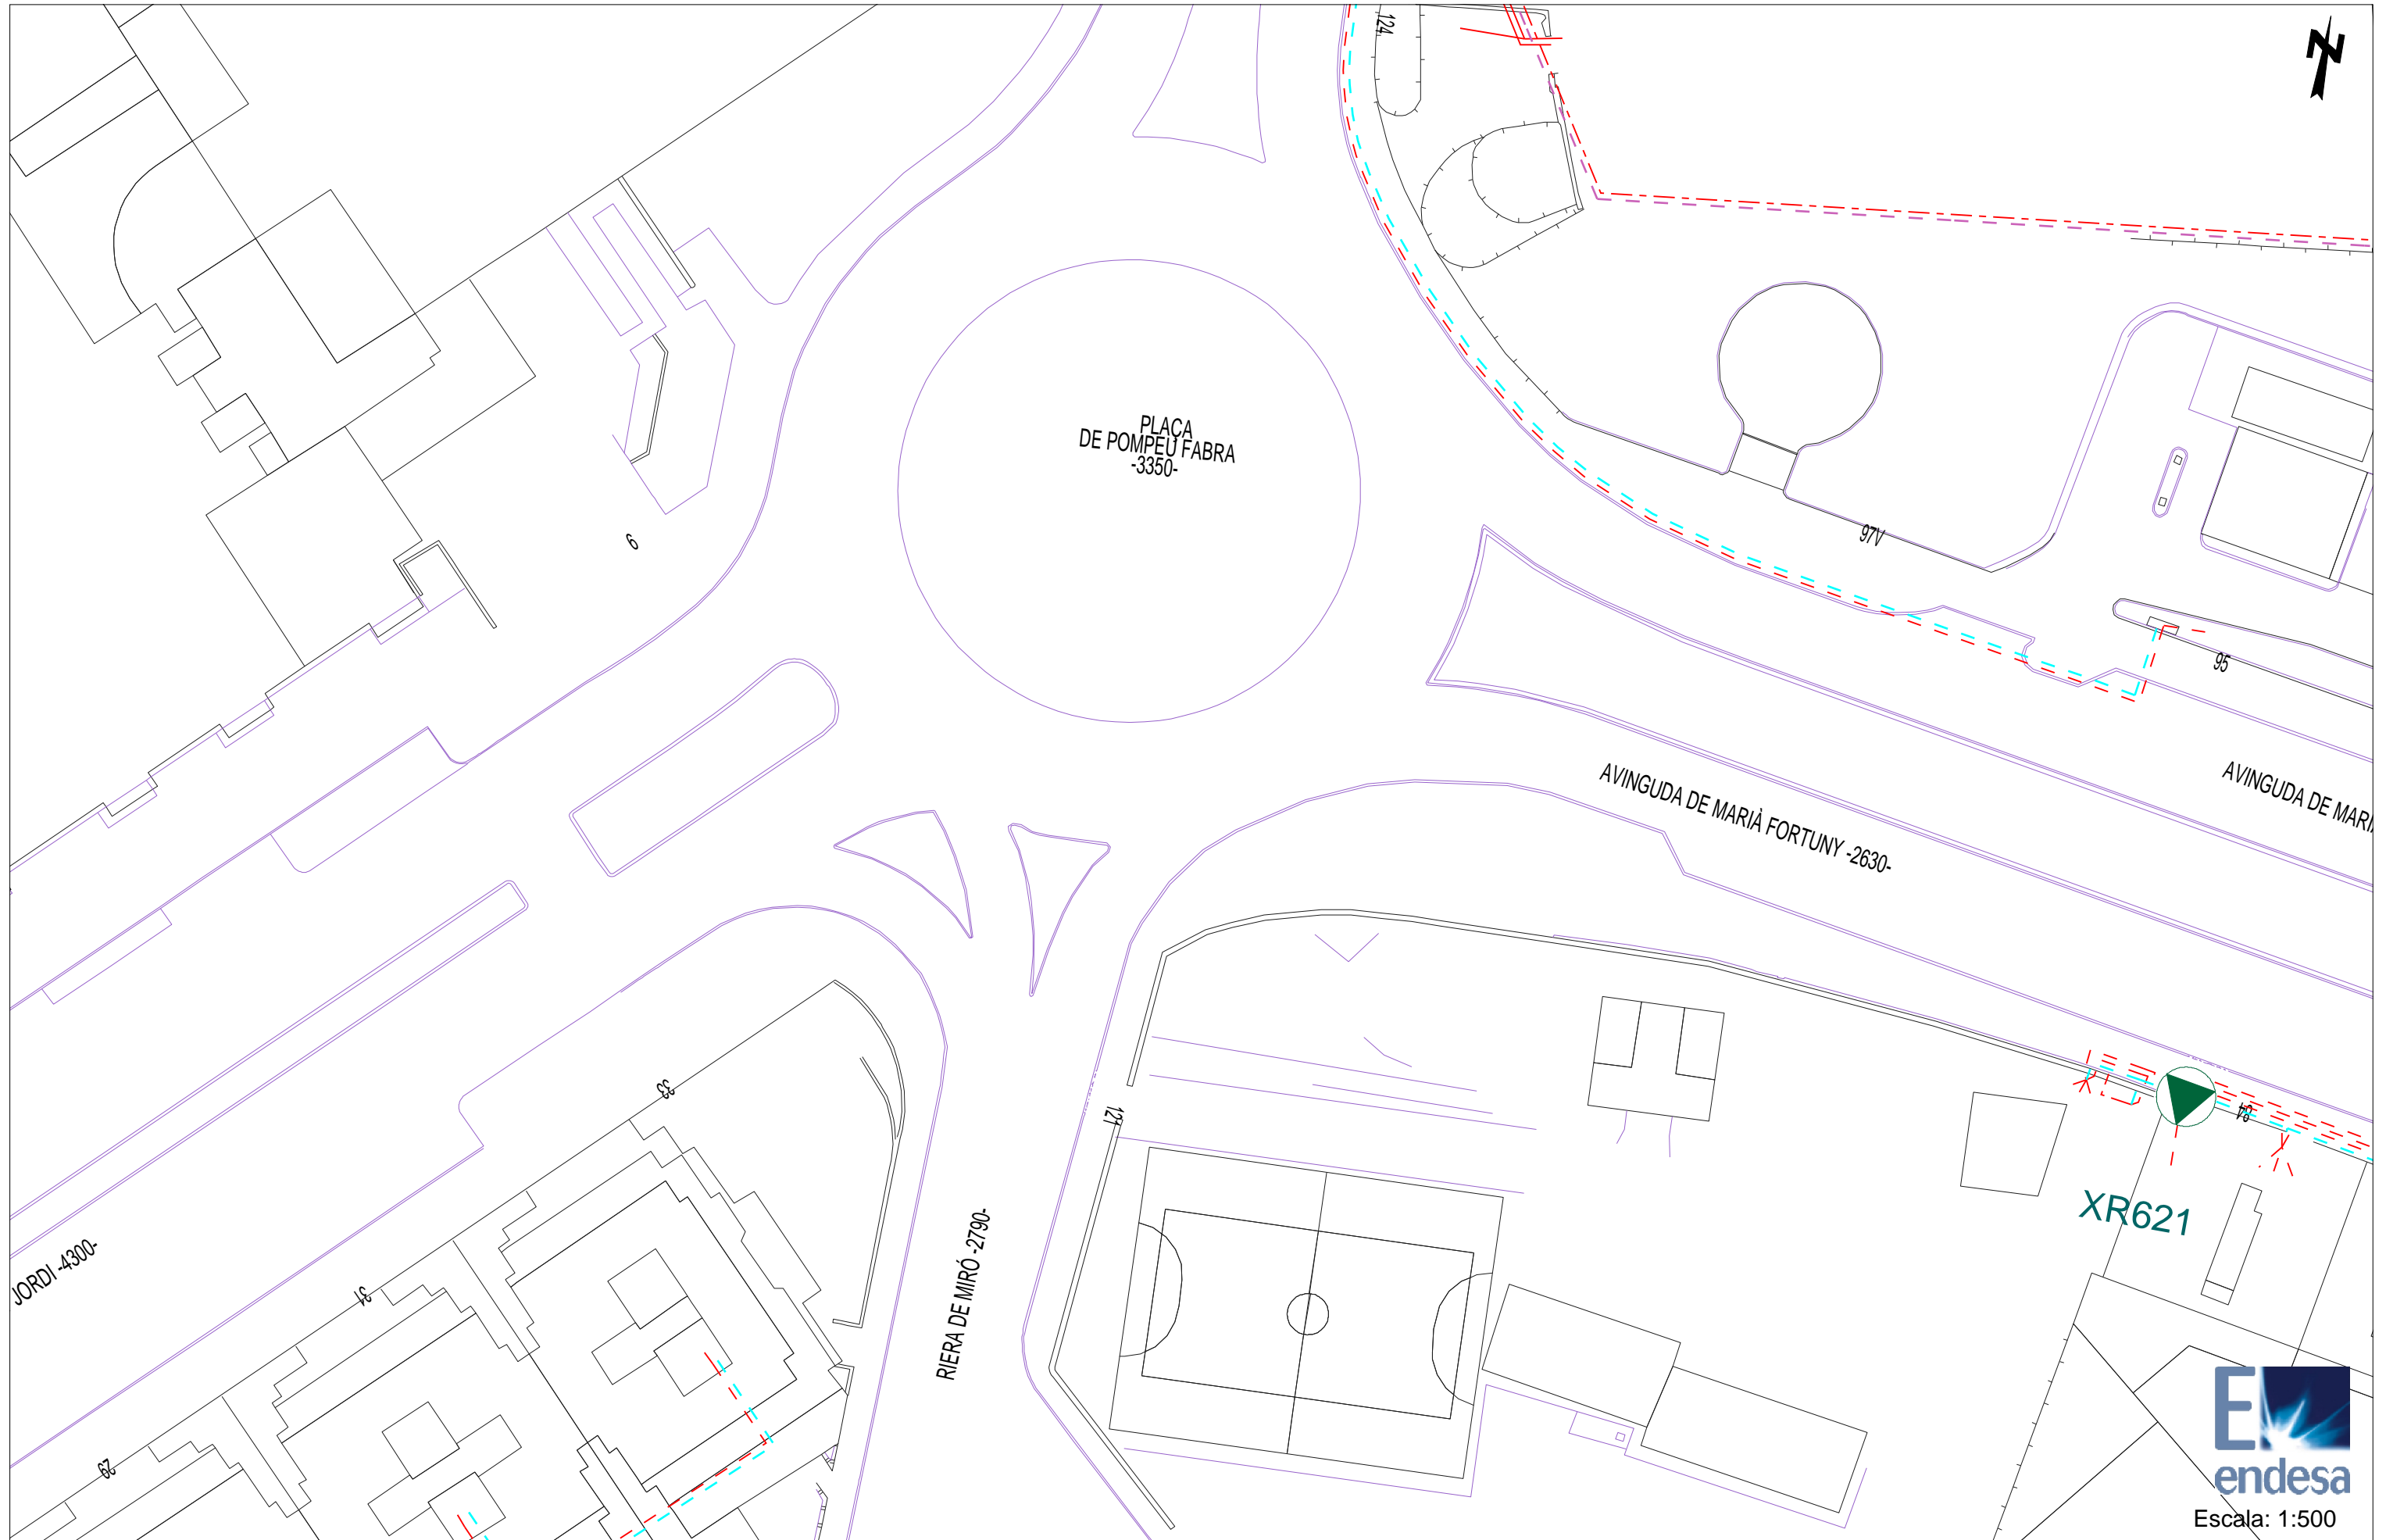 124
PLAÇA
DE POMPEU FABRA
-3350-
6
97V
95
AVINGUDA DE MARIÀ FORTUNY -2630-
AVINGUDA DE MARI
121
33
XR621
RIERA DE MIRÓ -2790-
JORDI -4300-
31
29
endesa
Escala: 1:500